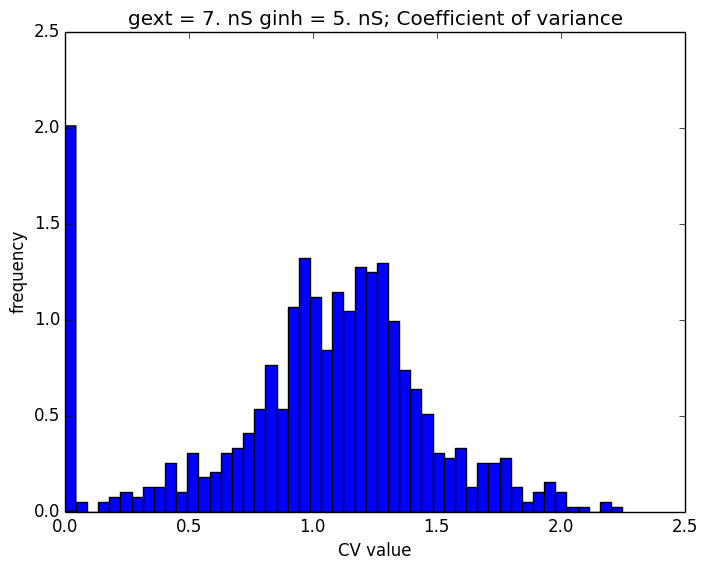 gext = 7. nS ginh = 5. nS; Coefficient of variance
2.5
2.0
1.5
1.0
0.5
0.0
frequency
0.0 0.5 1.0 1.5 2.0 2.5
CV value